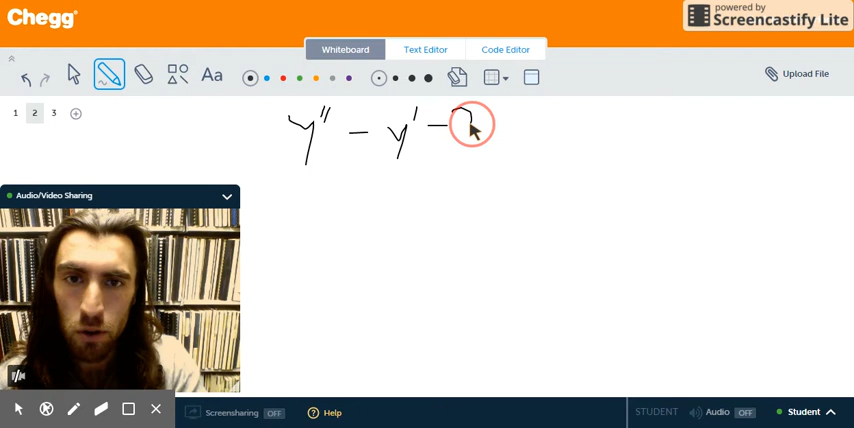 Chegg
powered by
Screencastify Lite
Whiteboard Text Editor Code Editor
Aa
Upload File
1 2 3
y'' - y' -
Audio/Video Sharing
Screensharing OFF
? Help
STUDENT Audio OFF Student